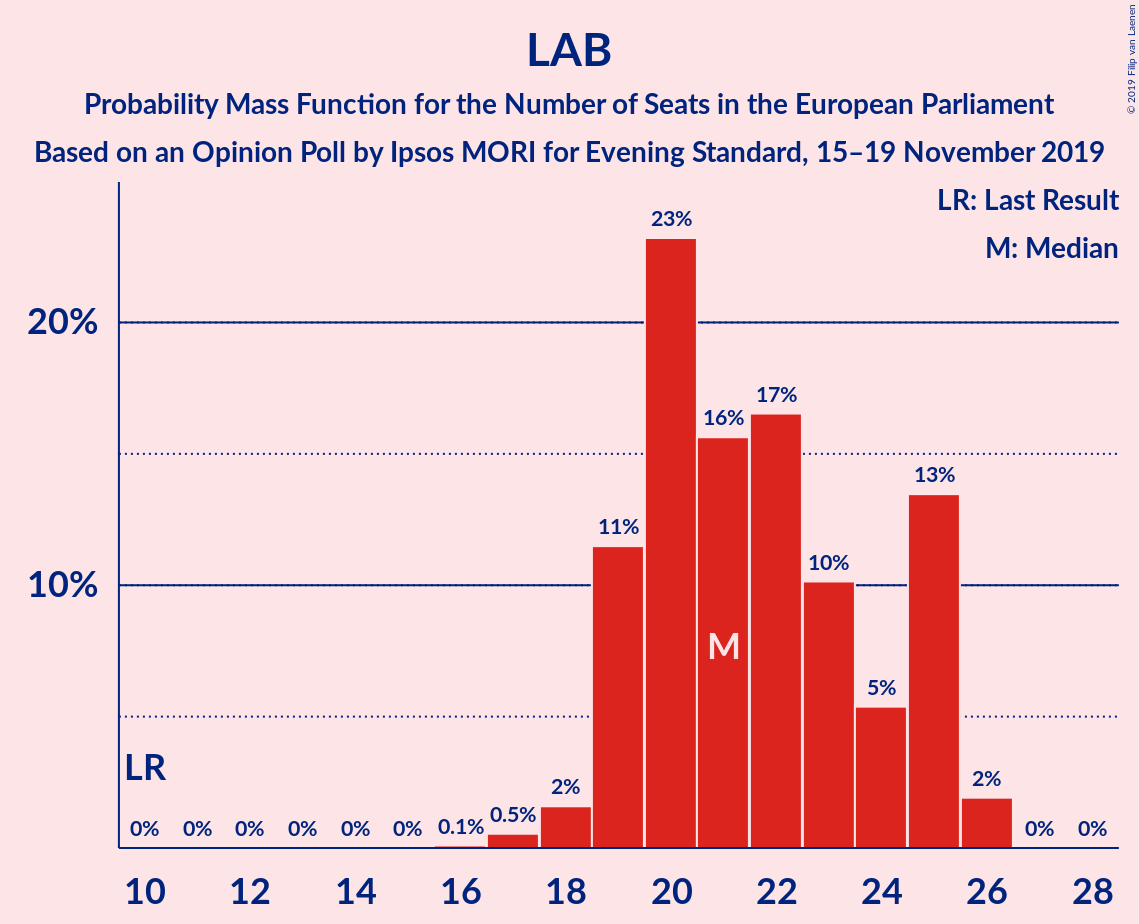 LAB
Probability Mass Function for the Number of Seats in the European Parliament
Based on an Opinion Poll by Ipsos MORI for Evening Standard, 15–19 November 2019
© 2019 Filip van Laenen
LR: Last Result
M: Median
20%
10%
LR
M
0%
0%
0%
0%
0%
0%
0.1%
0.5%
2%
11%
23%
16%
17%
10%
5%
13%
2%
0%
0%
10 12 14 16 18 20 22 24 26 28